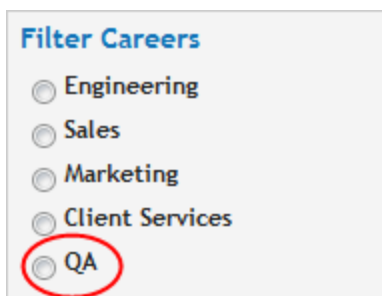 Filter Careers
Engineering
Sales
Marketing
Client Services
QA